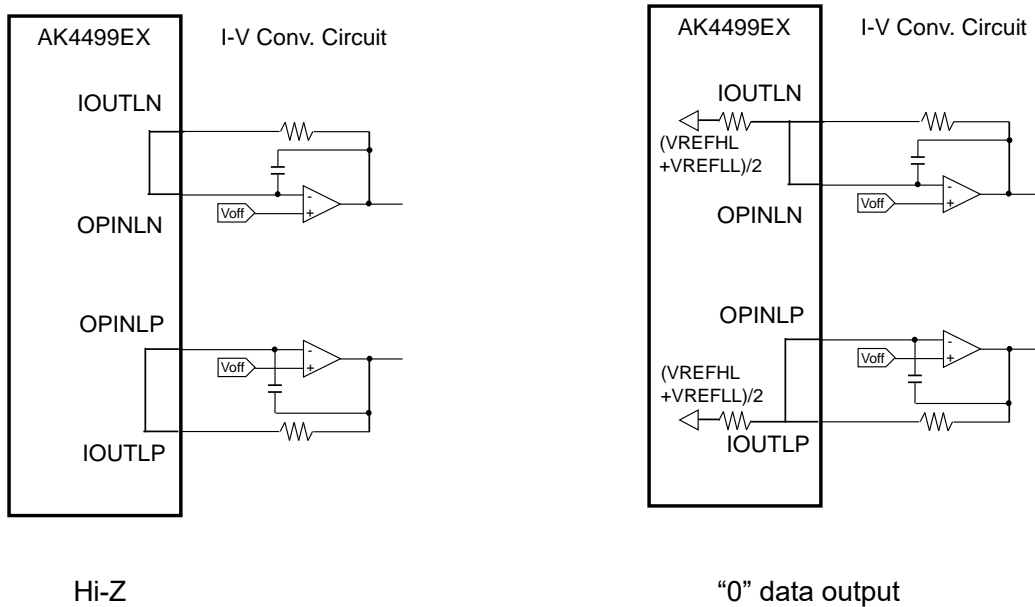 AK4499EX
I-V Conv. Circuit
IOUTLN
-
+
Voff
OPINLN
OPINLP
-
+
Voff
IOUTLP
Hi-Z
AK4499EX
I-V Conv. Circuit
IOUTLN
(VREFHL
+VREFLL)/2
-
+
Voff
OPINLN
OPINLP
-
+
Voff
(VREFHL
+VREFLL)/2
IOUTLP
“0” data output